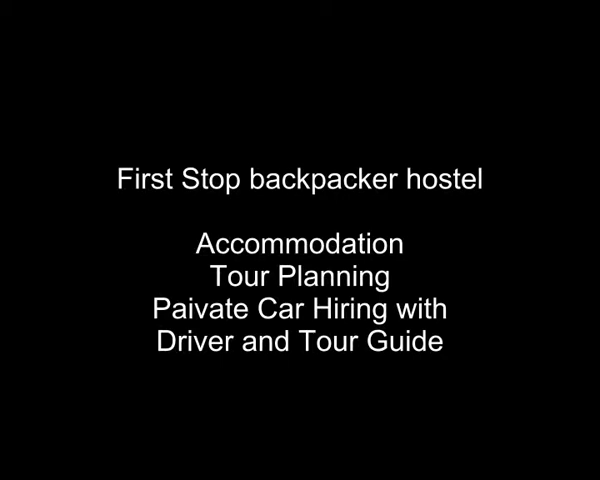 First Stop backpacker hostel
Accommodation
Tour Planning
Paivate Car Hiring with
Driver and Tour Guide